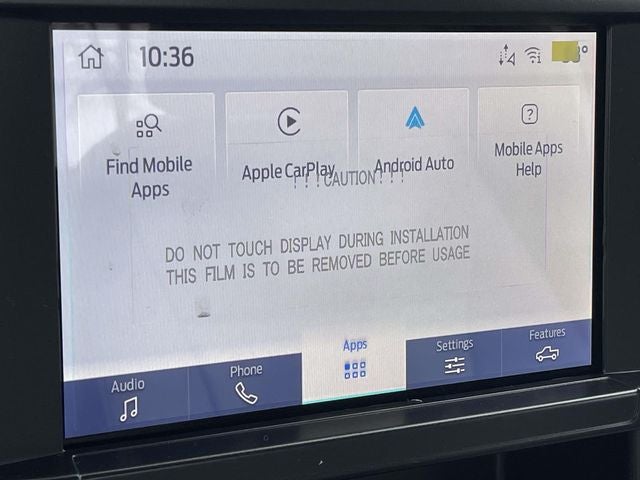 10:36
Find Mobile
Apps
Apple CarPlay
Android Auto
Mobile Apps
Help
! ! !CAUTION! ! !
DO NOT TOUCH DISPLAY DURING INSTALLATION
THIS FILM IS TO BE REMOVED BEFORE USAGE
Audio
Phone
Apps
Settings
Features